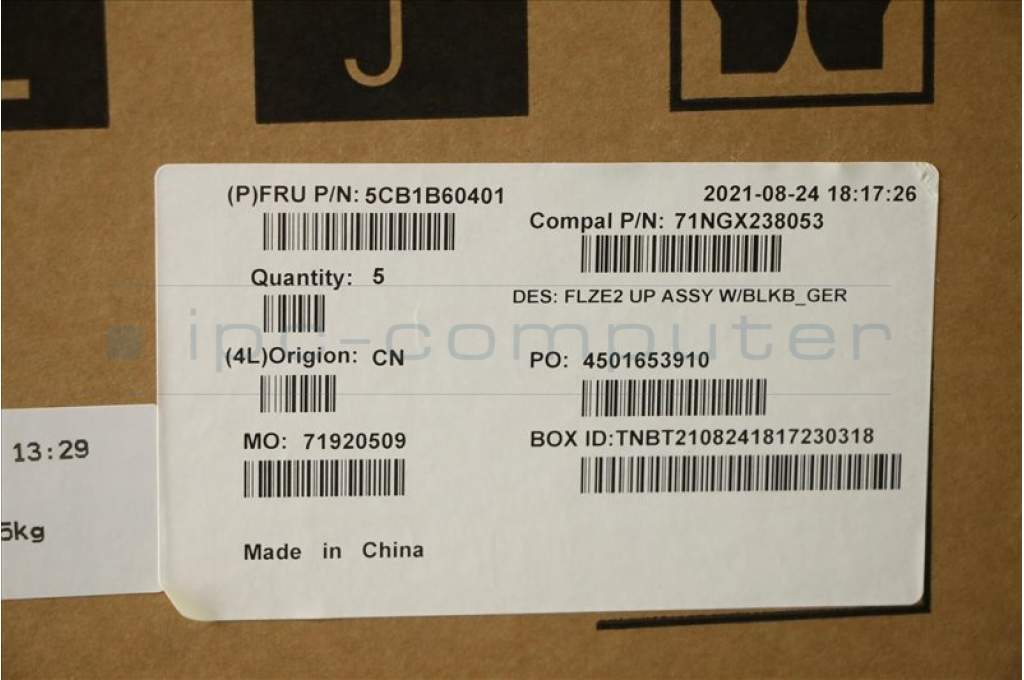 (P)FRU P/N: 5CB1B60401
2021-08-24 18:17:26
Compal P/N: 71NGX238053
Quantity: 5
DES: FLZE2 UP ASSY W/BLKB_GER
ipc-computer
(4L)Origion: CN
PO: 4501653910
MO: 71920509
BOX ID:TNBT2108241817230318
13:29
5kg
Made in China